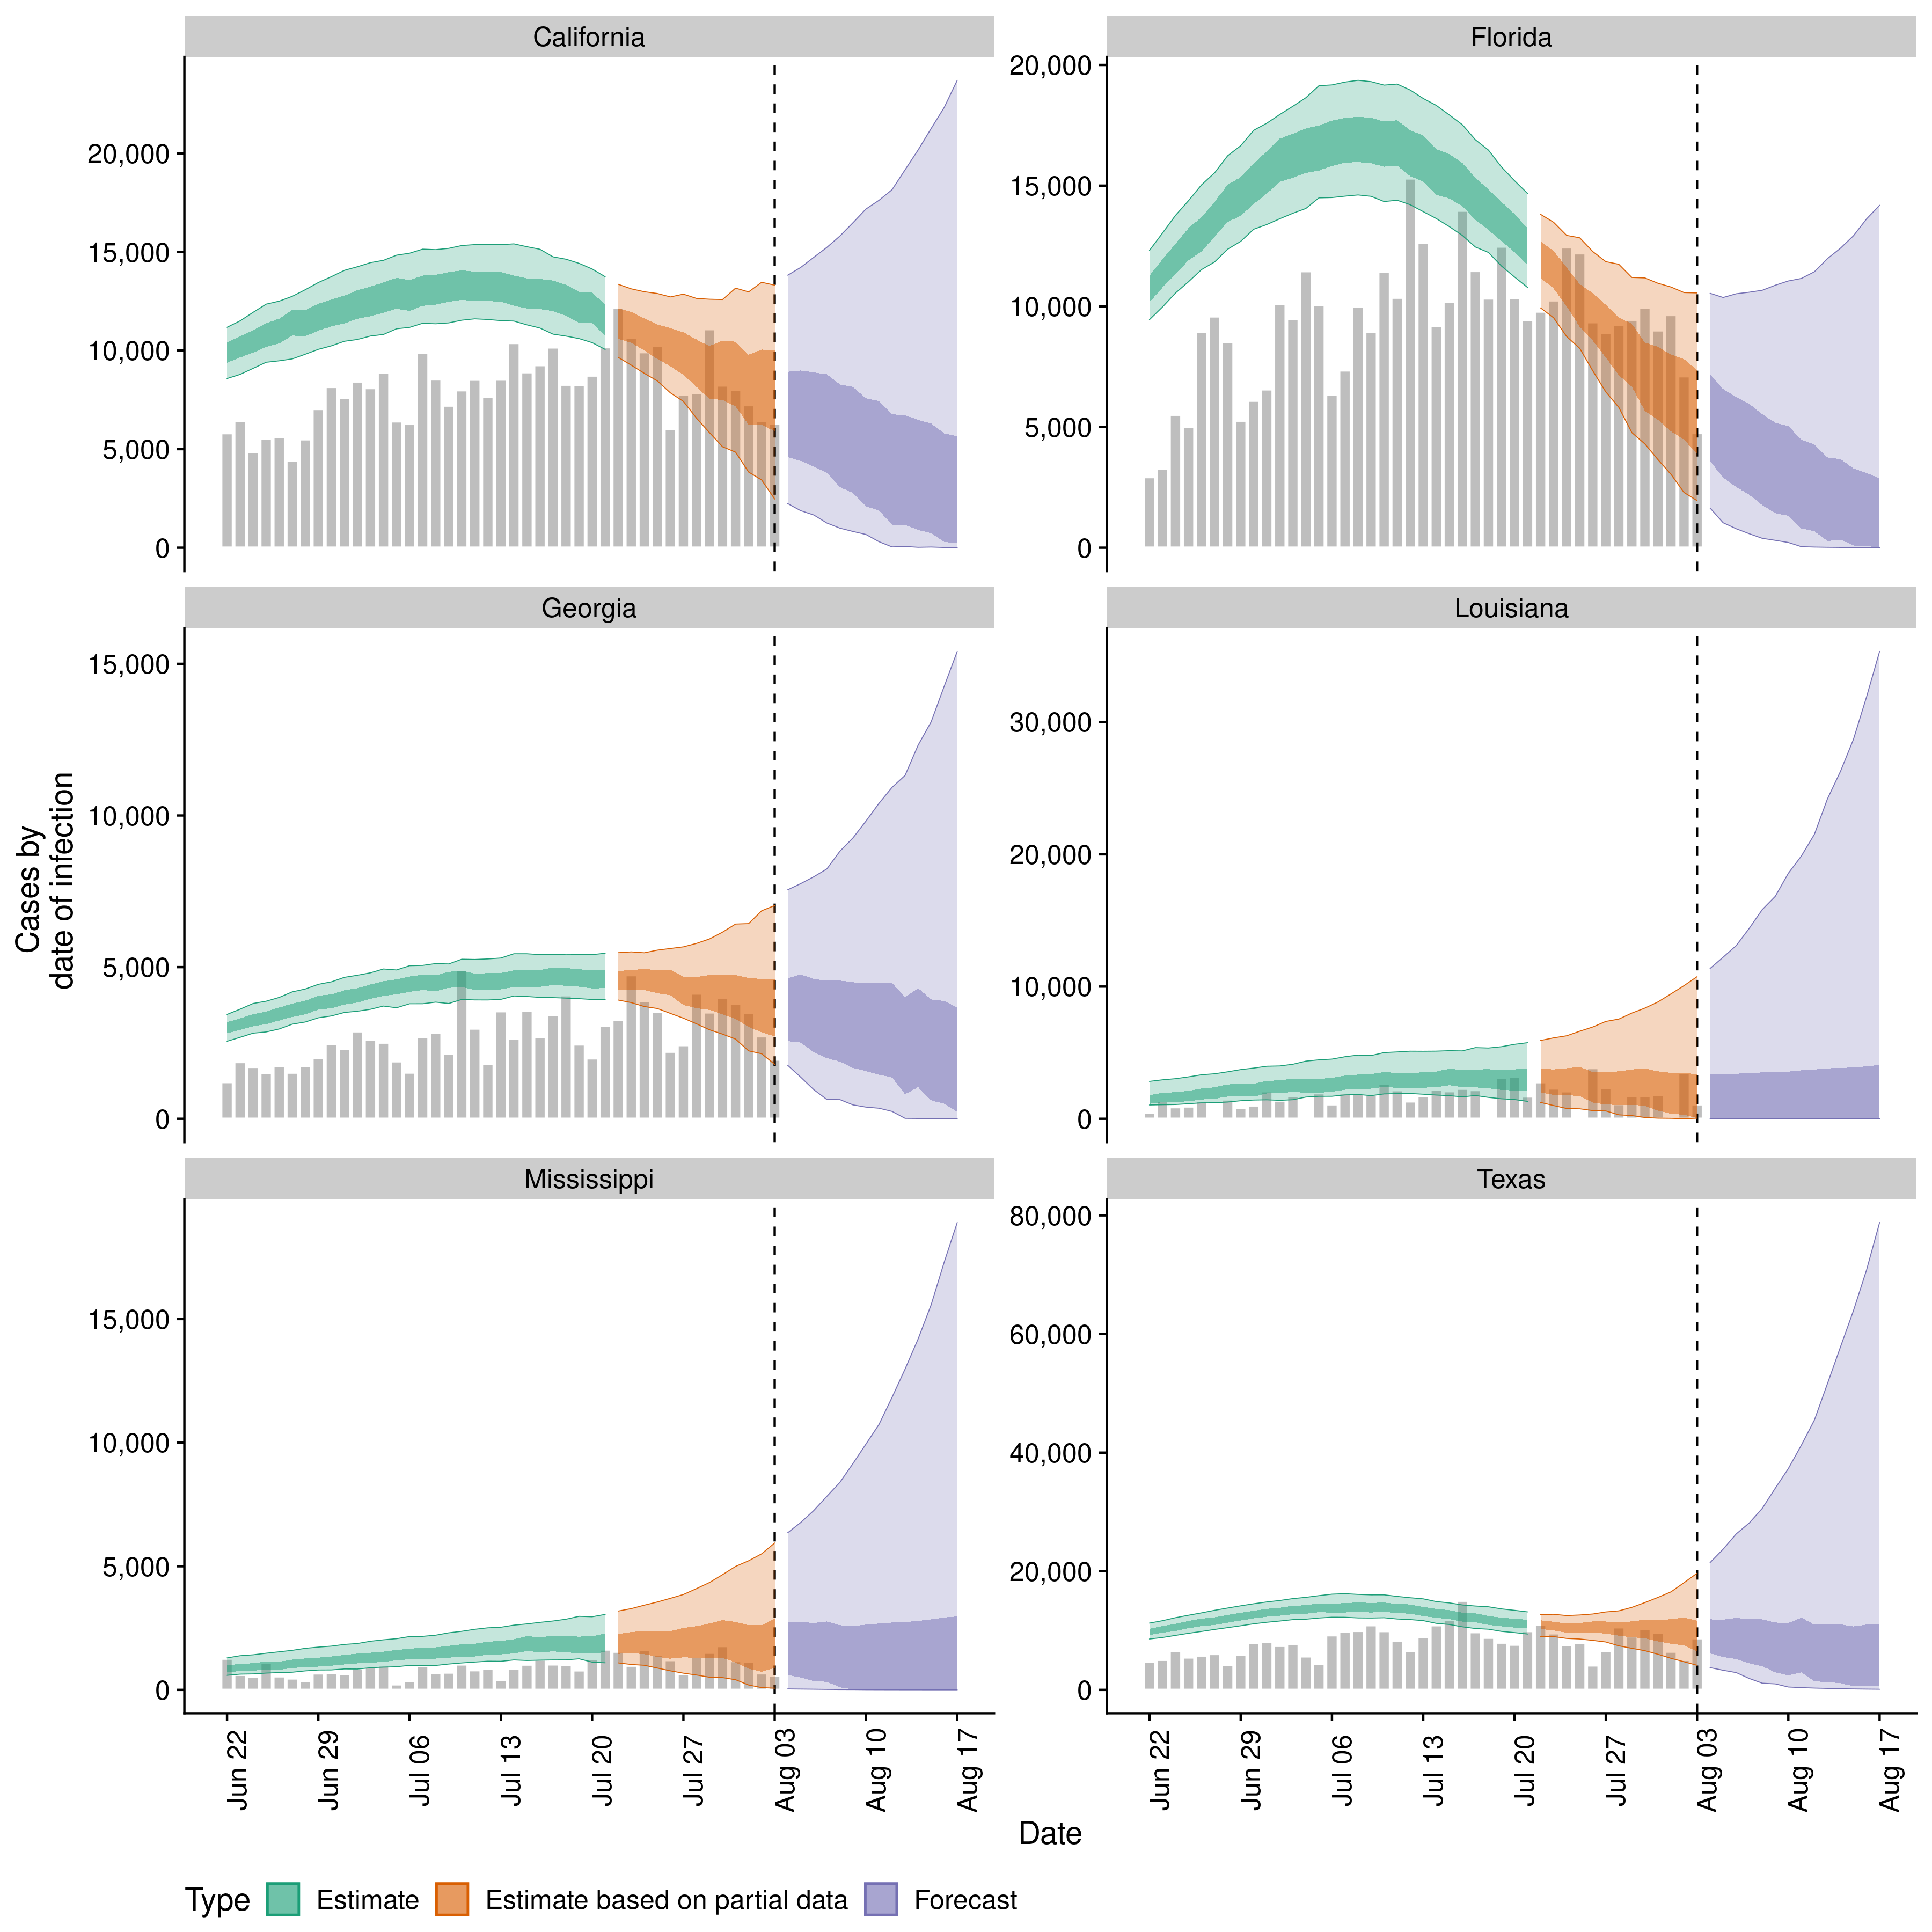 California
Florida
20,000
15,000
10,000
5,000
0
20,000
15,000
10,000
5,000
0
Georgia
Louisiana
15,000
10,000
5,000
0
30,000
20,000
10,000
0
Cases by
date of infection
Mississippi
Texas
15,000
10,000
5,000
0
80,000
60,000
40,000
20,000
0
Jun 22
Jun 29
Jul 06
Jul 13
Jul 20
Jul 27
Aug 03
Aug 10
Aug 17
Jun 22
Jun 29
Jul 06
Jul 13
Jul 20
Jul 27
Aug 03
Aug 10
Aug 17
Date
Type Estimate Estimate based on partial data Forecast